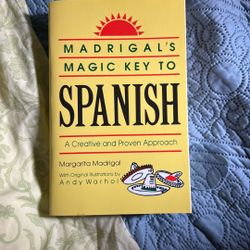 MADRIGAL'S
MAGIC KEY TO
SPANISH
A Creative and Proven Approach
Margarita Madrigal
With Original Illustrations by
Andy Warhol